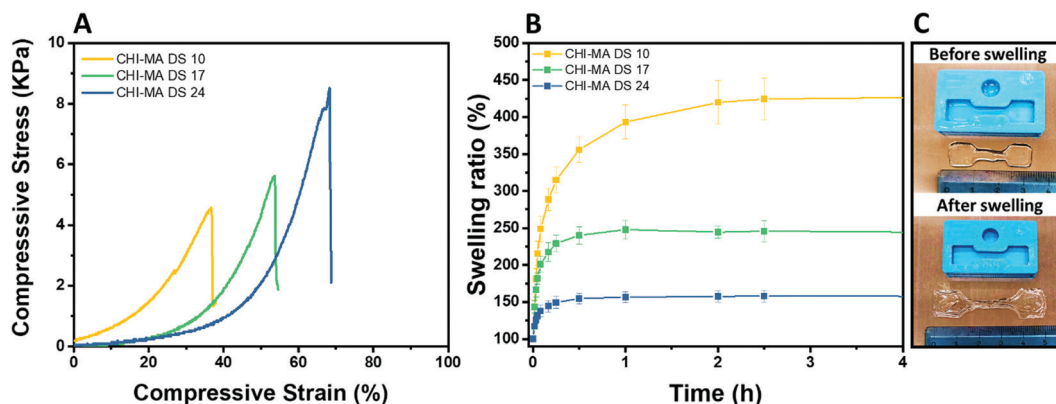 A
Compresssive Stress (KPa)
10
8
6
4
2
0
CHI-MA DS 10
CHI-MA DS 17
CHI-MA DS 24
0 20 40 60 80 100
Compressive Strain (%)
B
Swelling ratio (%)
500
450
400
350
300
250
200
150
100
CHI-MA DS 10
CHI-MA DS 17
CHI-MA DS 24
0 1 2 3 4
Time (h)
C
Before swelling
After swelling